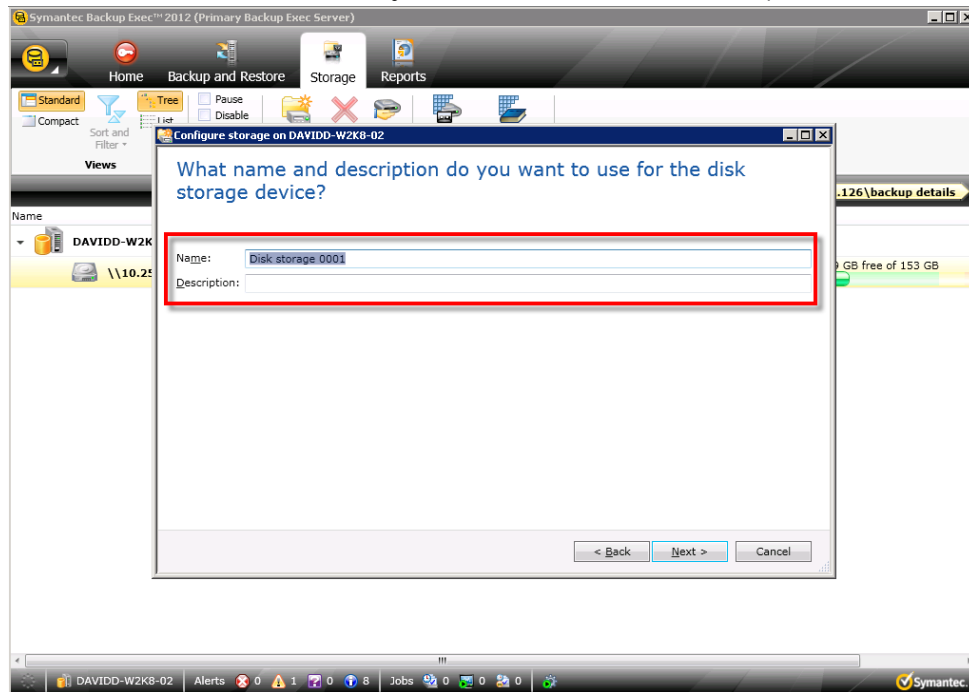 Symantec Backup Exec™ 2012 (Primary Backup Exec Server)
Home Backup and Restore Storage Reports
Standard Tree Pause
Compact List Disable
Sort and
Filter
Views
Configure storage on DAVIDD-W2K8-02
What name and description do you want to use for the disk
storage device?
.126\backup details
Name
DAVIDD-W2K
Name: Disk storage 0001
\\10.25
GB free of 153 GB
Description:
< Back Next > Cancel
DAVIDD-W2K8-02 Alerts 0 1 0 8 Jobs 0 0 0 Symantec.